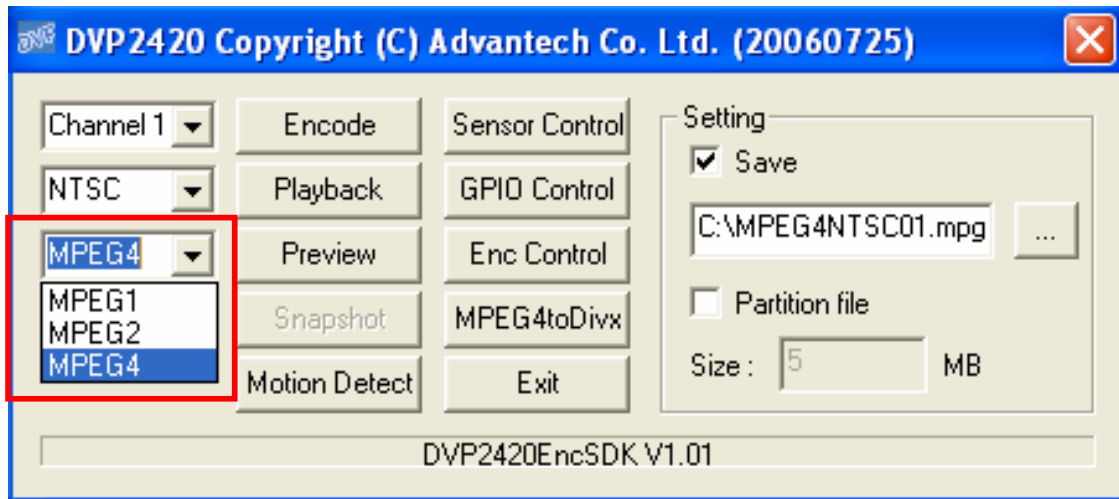 DVP2420 Copyright (C) Advantech Co. Ltd. (20060725)
Channel 1
Encode
Sensor Control
NTSC
Playback
GPIO Control
MPEG4
Preview
Enc Control
MPEG1
MPEG2
MPEG4
Snapshot
MPEG4toDivx
Motion Detect
Exit
Setting
Save
C:\MPEG4NTSC01.mpg
...
Partition file
Size : 5 MB
DVP2420EncSDK V1.01